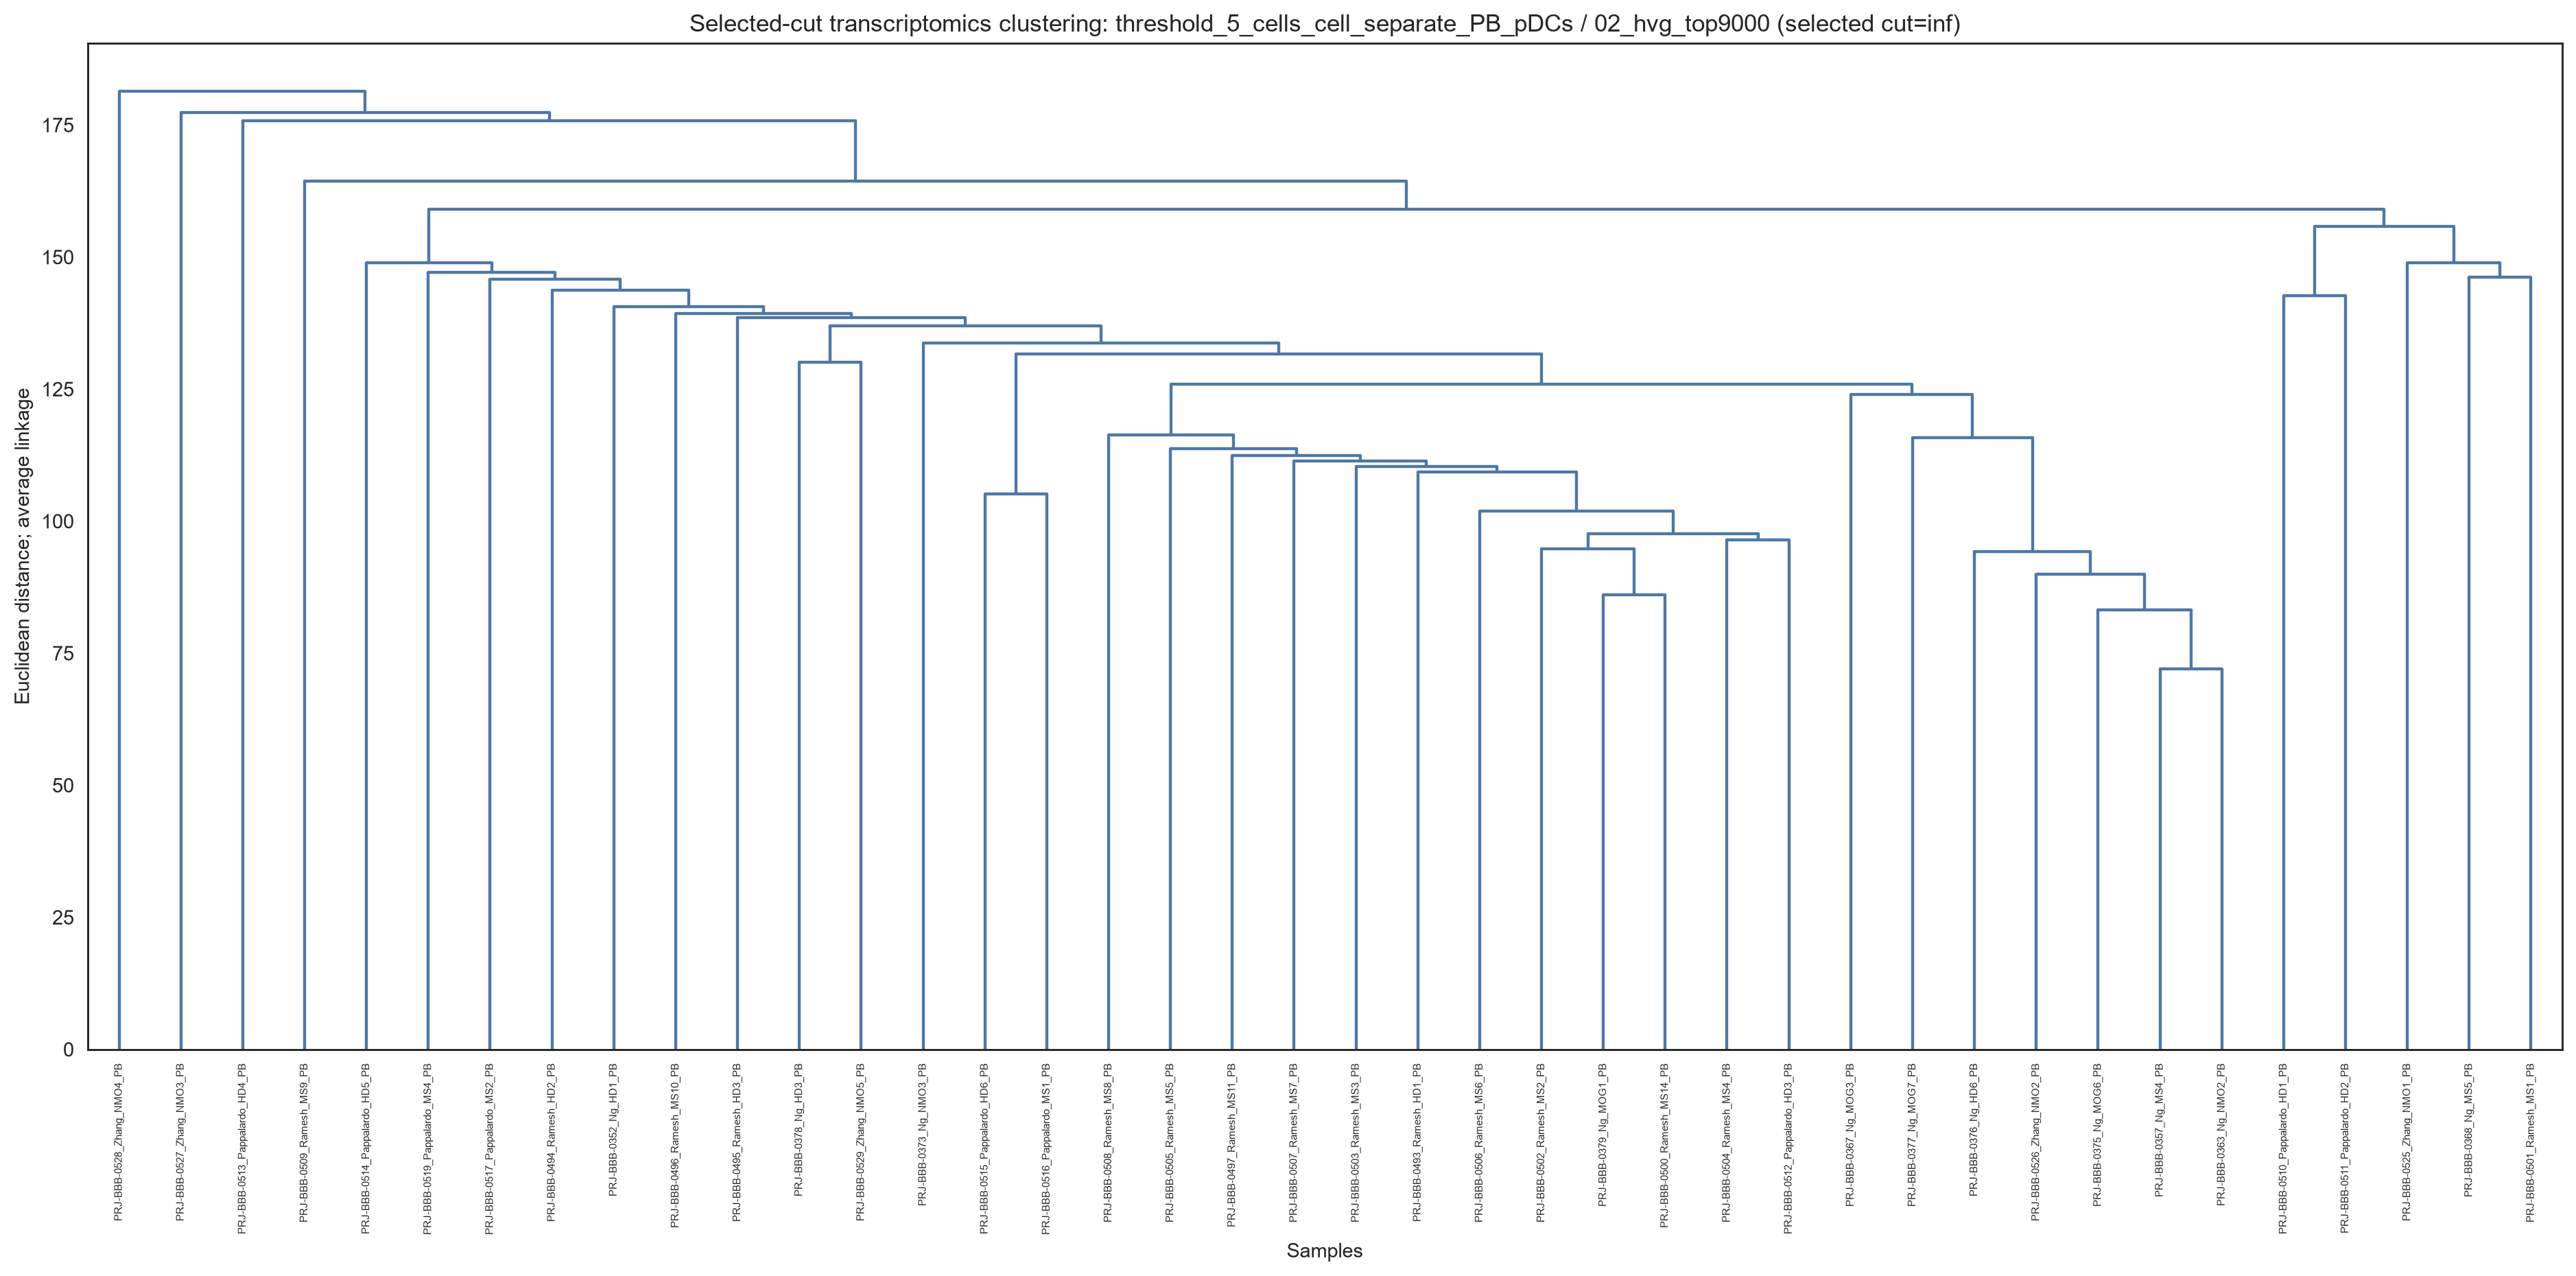 Selected-cut transcriptomics clustering: threshold_5_cells_cell_separate_PB_pDCs / 02_hvg_top9000 (selected cut=inf)
Euclidean distance; average linkage
175
150
125
100
75
50
25
0
PRJ-BBB-0528_Zhang_NMO4_PB
PRJ-BBB-0527_Zhang_NMO3_PB
PRJ-BBB-0513_Pappalardo_HD4_PB
PRJ-BBB-0509_Ramesh_MS9_PB
PRJ-BBB-0514_Pappalardo_HD5_PB
PRJ-BBB-0519_Pappalardo_MS4_PB
PRJ-BBB-0517_Pappalardo_MS2_PB
PRJ-BBB-0494_Ramesh_HD2_PB
PRJ-BBB-0352_Ng_HD1_PB
PRJ-BBB-0496_Ramesh_MS10_PB
PRJ-BBB-0495_Ramesh_HD3_PB
PRJ-BBB-0378_Ng_HD3_PB
PRJ-BBB-0529_Zhang_NMO5_PB
PRJ-BBB-0373_Ng_NMO3_PB
PRJ-BBB-0515_Pappalardo_HD6_PB
PRJ-BBB-0516_Pappalardo_MS1_PB
PRJ-BBB-0508_Ramesh_MS8_PB
PRJ-BBB-0505_Ramesh_MS5_PB
PRJ-BBB-0497_Ramesh_MS11_PB
PRJ-BBB-0507_Ramesh_MS7_PB
PRJ-BBB-0503_Ramesh_MS3_PB
PRJ-BBB-0493_Ramesh_HD1_PB
PRJ-BBB-0506_Ramesh_MS6_PB
PRJ-BBB-0502_Ramesh_MS2_PB
PRJ-BBB-0379_Ng_MOG1_PB
PRJ-BBB-0500_Ramesh_MS14_PB
PRJ-BBB-0504_Ramesh_MS4_PB
PRJ-BBB-0512_Pappalardo_HD3_PB
PRJ-BBB-0367_Ng_MOG3_PB
PRJ-BBB-0377_Ng_MOG7_PB
PRJ-BBB-0376_Ng_HD6_PB
PRJ-BBB-0526_Zhang_NMO2_PB
PRJ-BBB-0375_Ng_MOG6_PB
PRJ-BBB-0357_Ng_MS4_PB
PRJ-BBB-0363_Ng_NMO2_PB
PRJ-BBB-0510_Pappalardo_HD1_PB
PRJ-BBB-0511_Pappalardo_HD2_PB
PRJ-BBB-0525_Zhang_NMO1_PB
PRJ-BBB-0368_Ng_MS5_PB
PRJ-BBB-0501_Ramesh_MS1_PB
Samples